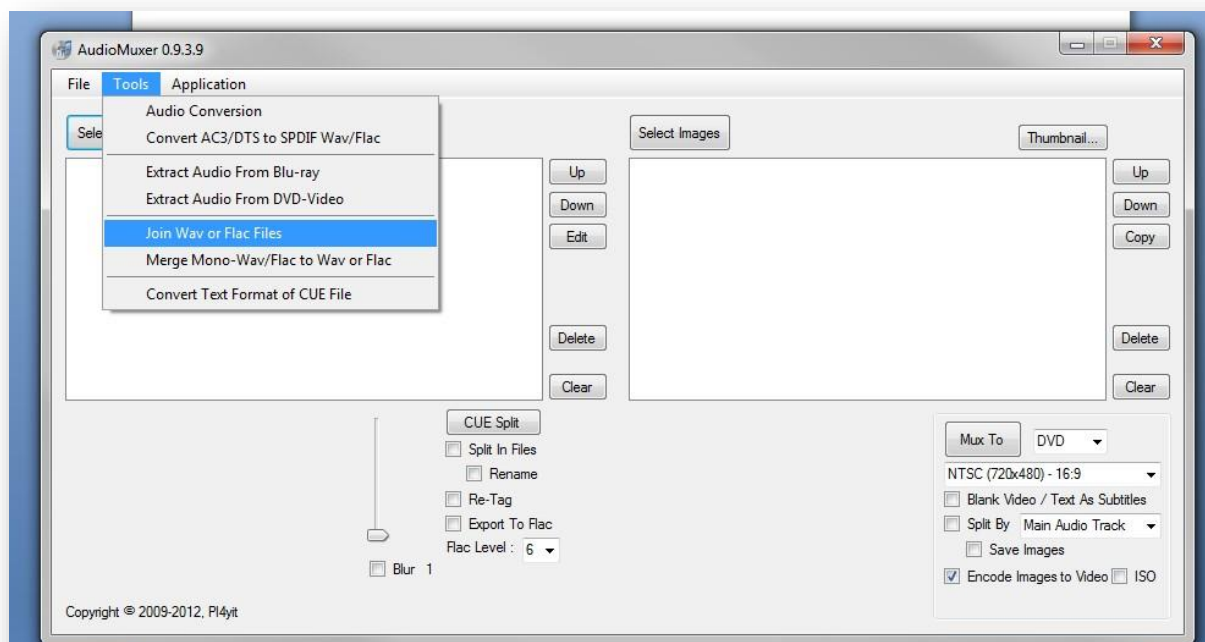 AudioMuxer 0.9.3.9
File Tools Application
Audio Conversion
Convert AC3/DTS to SPDIF Wav/Flac
Extract Audio From Blu-ray
Extract Audio From DVD-Video
Join Wav or Flac Files
Merge Mono-Wav/Flac to Wav or Flac
Convert Text Format of CUE File
Sele
Up
Down
Edit
Delete
Clear
Select Images
Thumbnail...
Up
Down
Copy
Delete
Clear
CUE Split
Split In Files
Rename
Re-Tag
Export To Flac
Flac Level : 6
Blur 1
Mux To DVD
NTSC (720x480) - 16:9
Blank Video / Text As Subtitles
Split By Main Audio Track
Save Images
Encode Images to Video ISO
Copyright © 2009-2012, Pl4yit